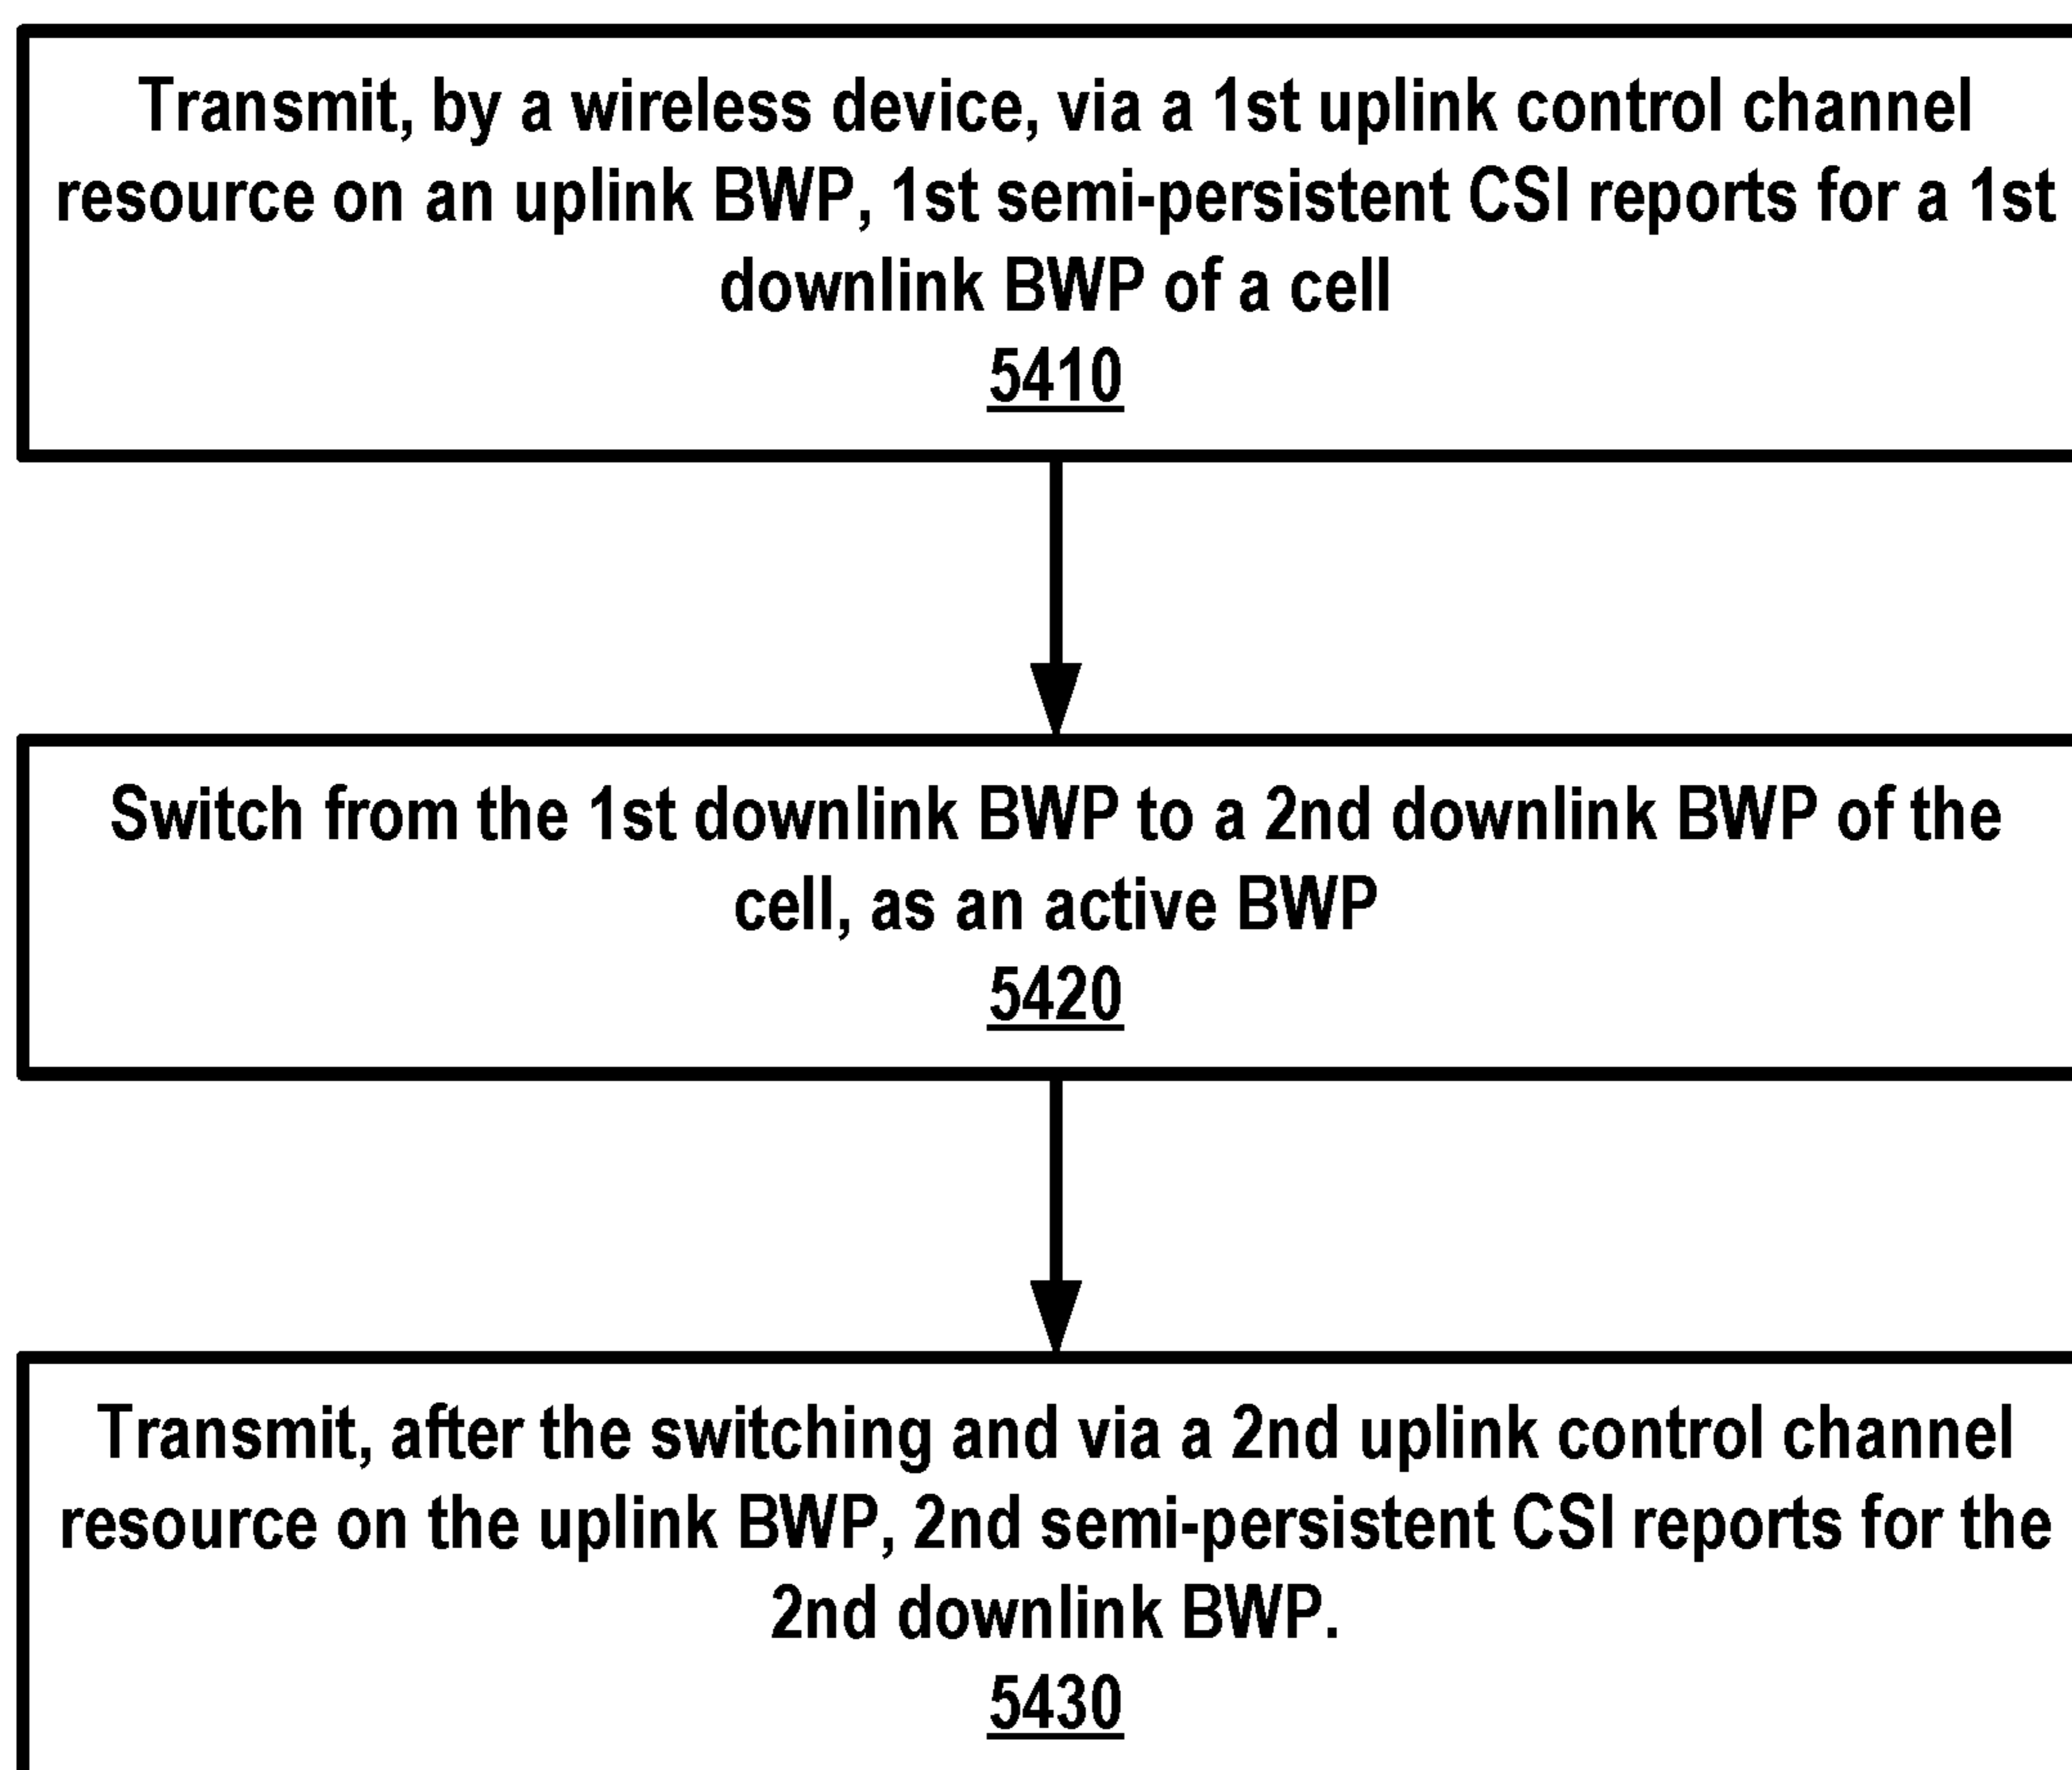 Transmit, by a wireless device, via a 1st uplink control channel
resource on an uplink BWP, 1st semi-persistent CSI reports for a 1st
downlink BWP of a cell
5410
Switch from the 1st downlink BWP to a 2nd downlink BWP of the
cell, as an active BWP
5420
Transmit, after the switching and via a 2nd uplink control channel
resource on the uplink BWP, 2nd semi-persistent CSI reports for the
2nd downlink BWP.
5430